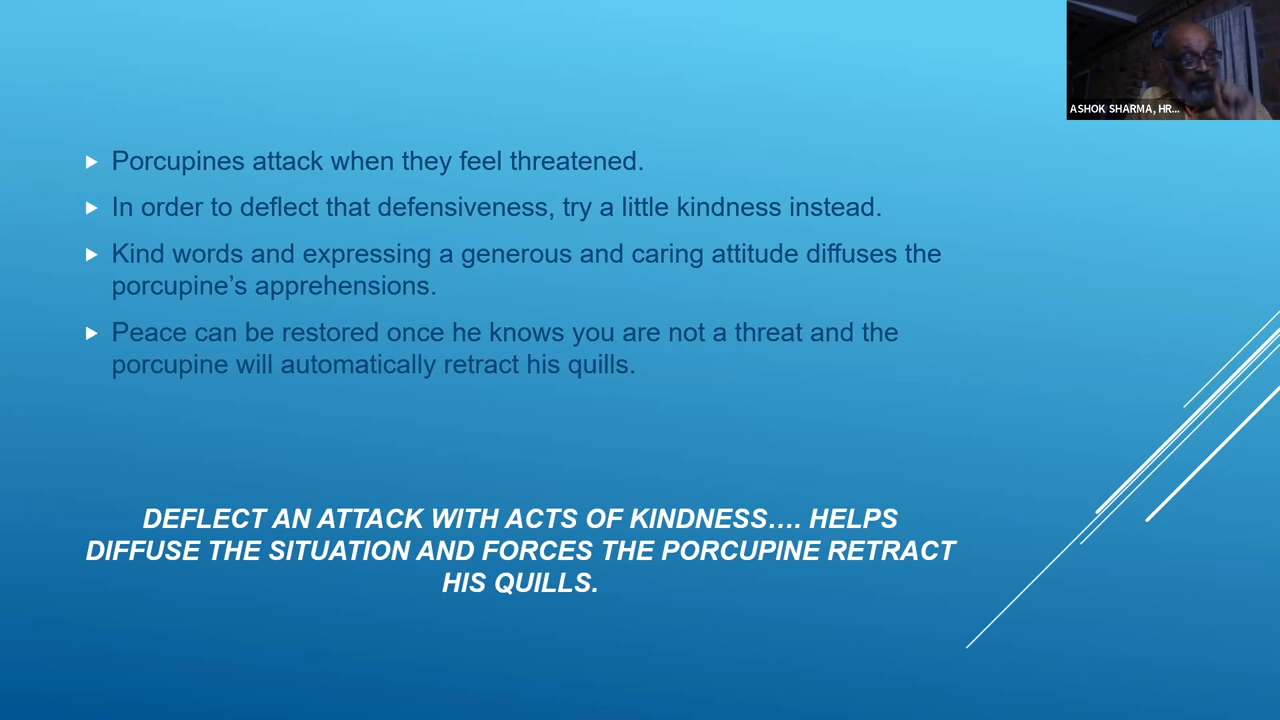 ASHOK SHARMA, HR...
Porcupines attack when they feel threatened.
In order to deflect that defensiveness, try a little kindness instead.
Kind words and expressing a generous and caring attitude diffuses the
porcupine’s apprehensions.
Peace can be restored once he knows you are not a threat and the
porcupine will automatically retract his quills.
DEFLECT AN ATTACK WITH ACTS OF KINDNESS…. HELPS
DIFFUSE THE SITUATION AND FORCES THE PORCUPINE RETRACT
HIS QUILLS.